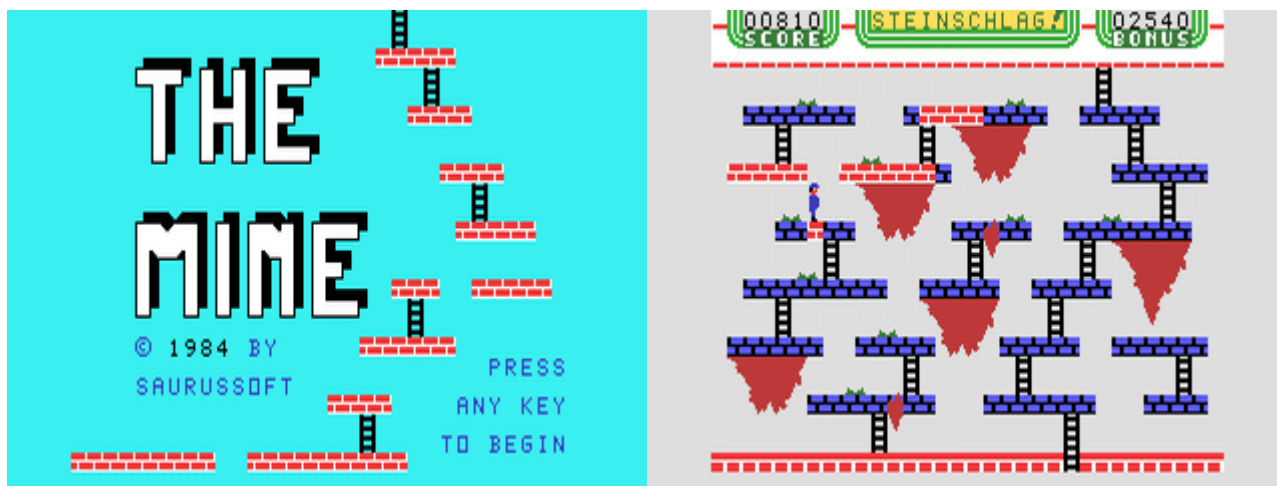 THE
MINE
© 1984 BY
SAURUSSOFT
PRESS
ANY KEY
TO BEGIN
00810 STEINSCHLAG! 02540
SCORE BONUS